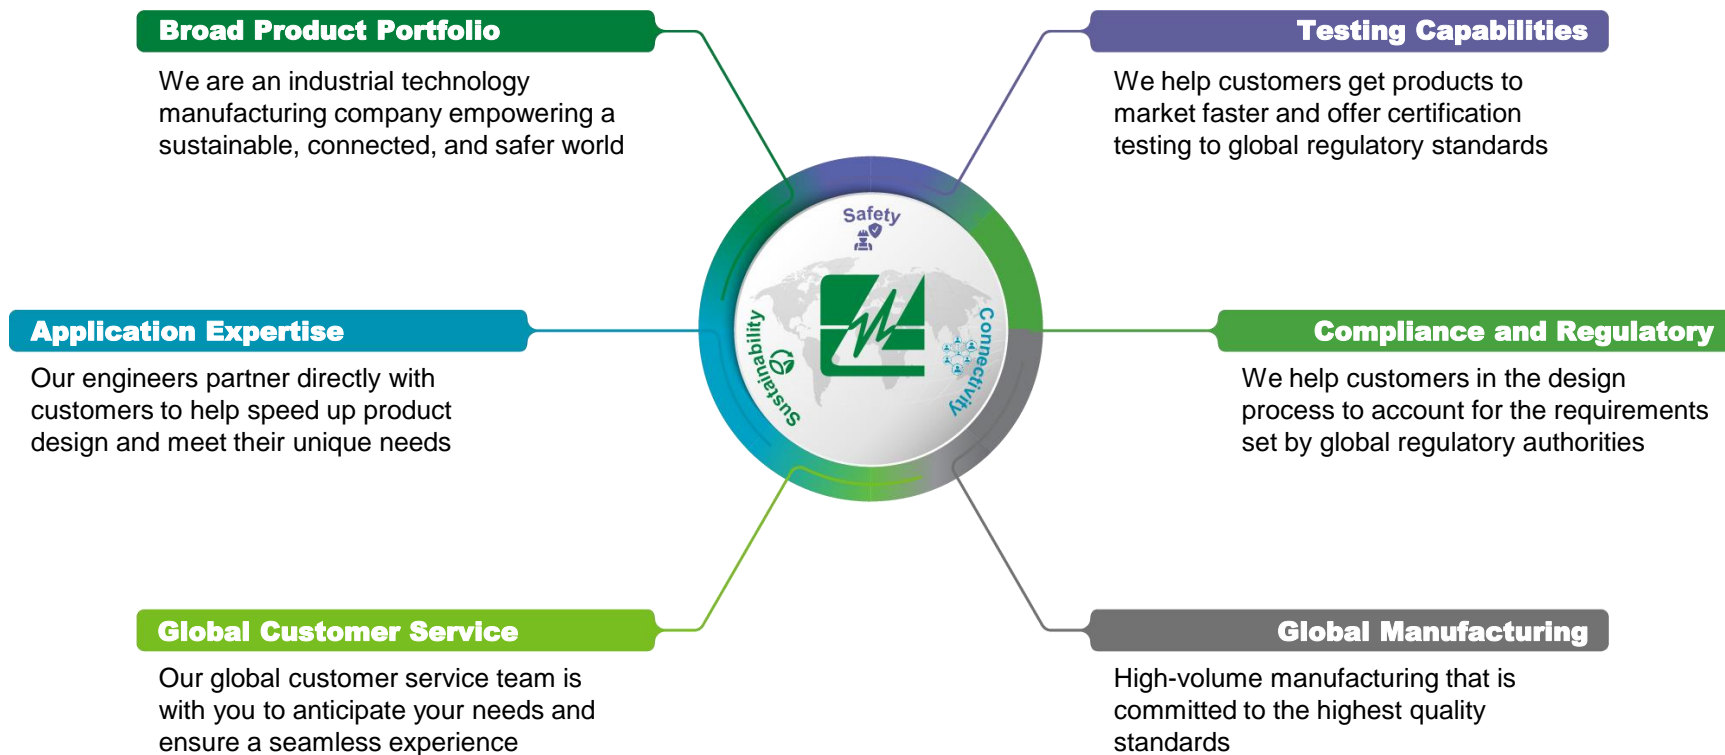 Broad Product Portfolio
We are an industrial technology
manufacturing company empowering a
sustainable, connected, and safer world
Testing Capabilities
We help customers get products to
market faster and offer certification
testing to global regulatory standards
Safety
Connectivity
Sustainability
Application Expertise
Our engineers partner directly with
customers to help speed up product
design and meet their unique needs
Compliance and Regulatory
We help customers in the design
process to account for the requirements
set by global regulatory authorities
Global Customer Service
Our global customer service team is
with you to anticipate your needs and
ensure a seamless experience
Global Manufacturing
High-volume manufacturing that is
committed to the highest quality
standards